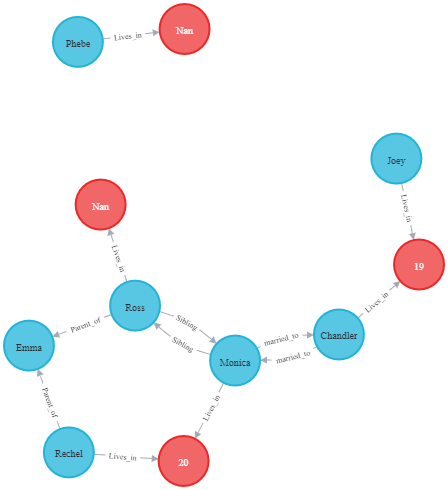 Phebe
Lives_in
Nan
Joey
Lives_in
19
Nan
Lives_in
Ross
Sibling
Sibling
Parent_of
Emma
Monica
married_to
married_to
Chandler
Lives_in
Parent_of
Lives_in
Rechel
Lives_in
20